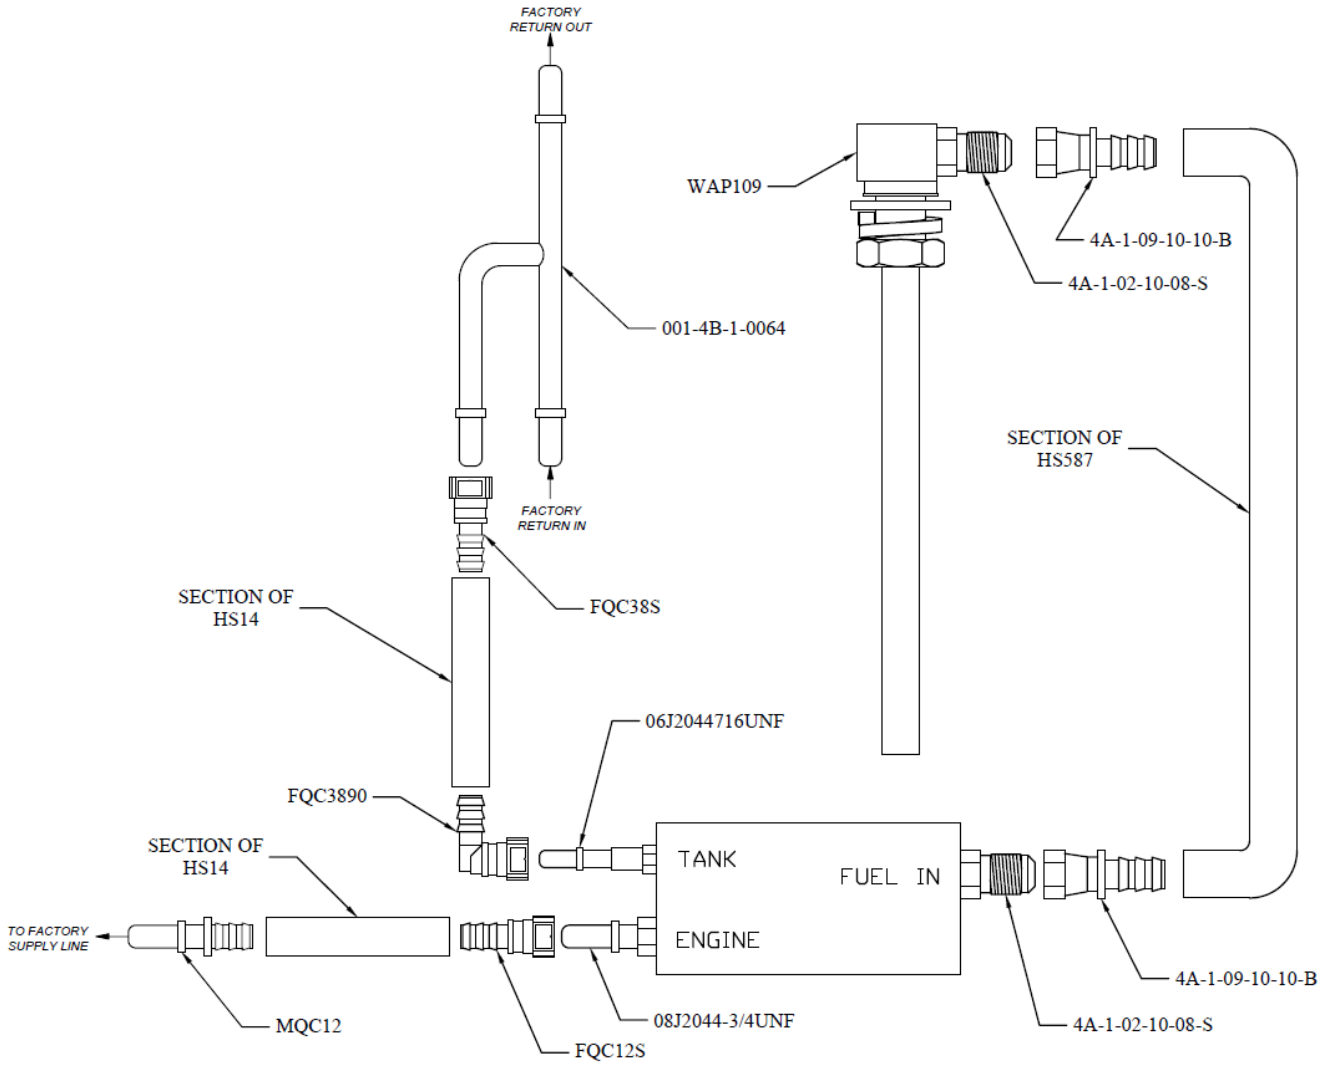 FACTORY
RETURN OUT
WAP109
4A-1-09-10-10-B
4A-1-02-10-08-S
001-4B-1-0064
SECTION OF
HS587
FACTORY
RETURN IN
SECTION OF
HS14
FQC38S
06J2044716UNF
FQC3890
SECTION OF
HS14
TANK
FUEL IN
TO FACTORY
SUPPLY LINE
ENGINE
4A-1-09-10-10-B
MQC12
08J2044-3/4UNF
4A-1-02-10-08-S
FQC12S